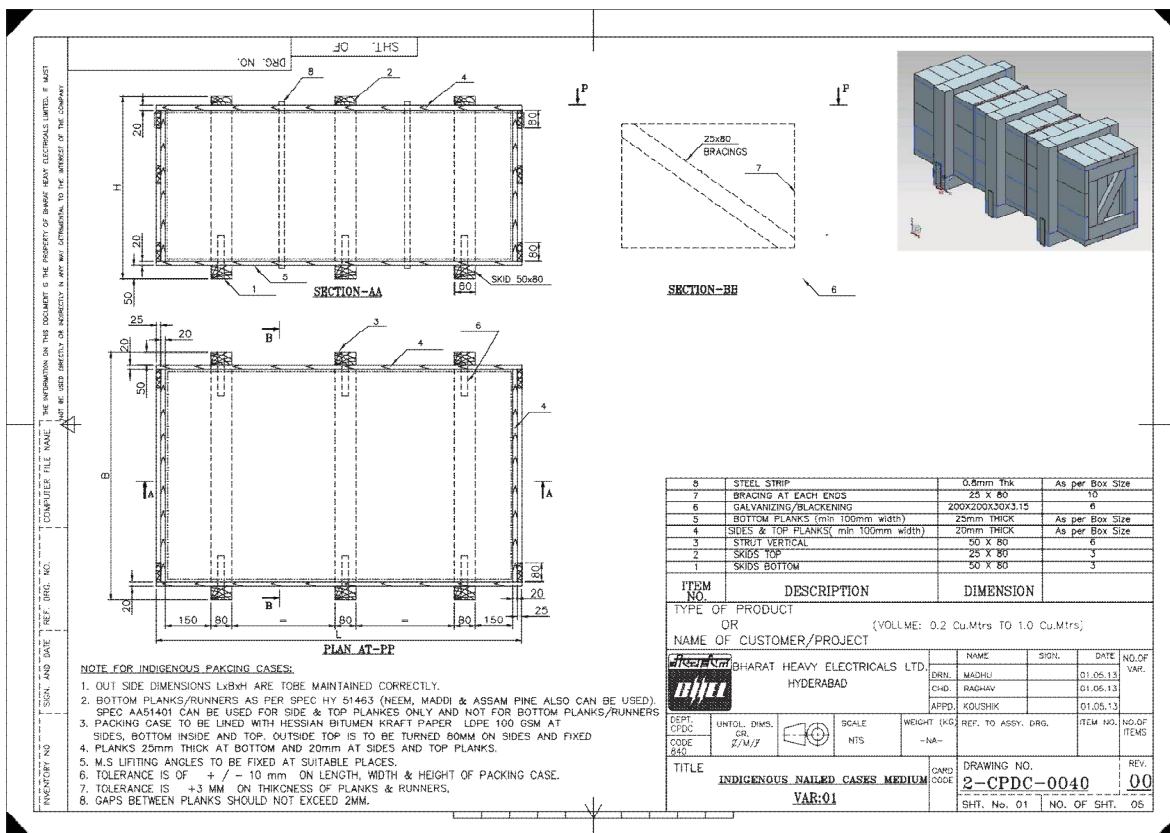 SHT. OF
DRG. NO.
THE INFORMATION ON THIS DOCUMENT IS THE PROPERTY OF BHARAT HEAVY ELECTRICALS LIMITED. IT MUST
NOT BE USED DIRECTLY OR INDIRECTLY IN ANY WAY DETRIMENTAL TO THE INTEREST OF THE COMPANY
COMPUTER FILE NAME
REF. DRG. NO.
SIGN. AND DATE
INVENTORY NO
8
2
4
P
P
20
80
H
20
80
50
1
5
SKID 50x80
80
SECTION-AA
25x80
BRACINGS
7
SECTION-BB
6
25
20
B
3
4
6
20
50
4
B
A
A
80
20
B
20
25
150
80
=
80
=
80
150
L
PLAN AT-PP
NOTE FOR INDIGENOUS PAKCING CASES:
1. OUT SIDE DIMENSIONS LxBxH ARE TOBE MAINTAINED CORRECTLY.
2. BOTTOM PLANKS/RUNNERS AS PER SPEC HY 51463 (NEEM, MADDI & ASSAM PINE ALSO CAN BE USED).
SPEC AA51401 CAN BE USED FOR SIDE & TOP PLANKES ONLY AND NOT FOR BOTTOM PLANKS/RUNNERS
3. PACKING CASE TO BE LINED WITH HESSIAN BITUMEN KRAFT PAPER LDPE 100 GSM AT
SIDES, BOTTOM INSIDE AND TOP. OUTSIDE TOP IS TO BE TURNED 80MM ON SIDES AND FIXED
4. PLANKS 25mm THICK AT BOTTOM AND 20mm AT SIDES AND TOP PLANKS.
5. M.S LIFITING ANGLES TO BE FIXED AT SUITABLE PLACES.
6. TOLERANCE IS OF + / - 10 mm ON LENGTH, WIDTH & HEIGHT OF PACKING CASE.
7. TOLERANCE IS +3 MM ON THIKCNESS OF PLANKS & RUNNERS,
8. GAPS BETWEEN PLANKS SHOULD NOT EXCEED 2MM.
8 STEEL STRIP 0.8mm Thk As per Box Size
7 BRACING AT EACH ENDS 25 X 80 10
6 GALVANIZING/BLACKENING 200X200X30X3.15 6
5 BOTTOM PLANKS (min 100mm width) 25mm THICK As per Box Size
4 SIDES & TOP PLANKS( min 100mm width) 20mm THICK As per Box Size
3 STRUT VERTICAL 50 X 80 6
2 SKIDS TOP 25 X 80 3
1 SKIDS BOTTOM 50 X 80 3
ITEM NO. DESCRIPTION DIMENSION
TYPE OF PRODUCT
OR (VOLUME: 0.2 Cu.Mtrs TO 1.0 Cu.Mtrs)
NAME OF CUSTOMER/PROJECT
BHARAT HEAVY ELECTRICALS LTD.
HYDERABAD
NAME SIGN. DATE NO.OF VAR.
DRN. MADHU 01.05.13
CHD. RAGHAV 01.05.13
APPD. KOUSHIK 01.05.13
DEPT. CPDC
CODE 840
UNTOL. DIMS. GR.
SCALE
NTS
WEIGHT (KG)
-NA-
REF. TO ASSY. DRG.
ITEM NO.
NO.OF ITEMS
TITLE
INDIGENOUS NAILED CASES MEDIUM
VAR:01
CARD CODE
DRAWING NO.
2-CPDC-0040
REV.
00
SHT. No. 01 NO. OF SHT. 05